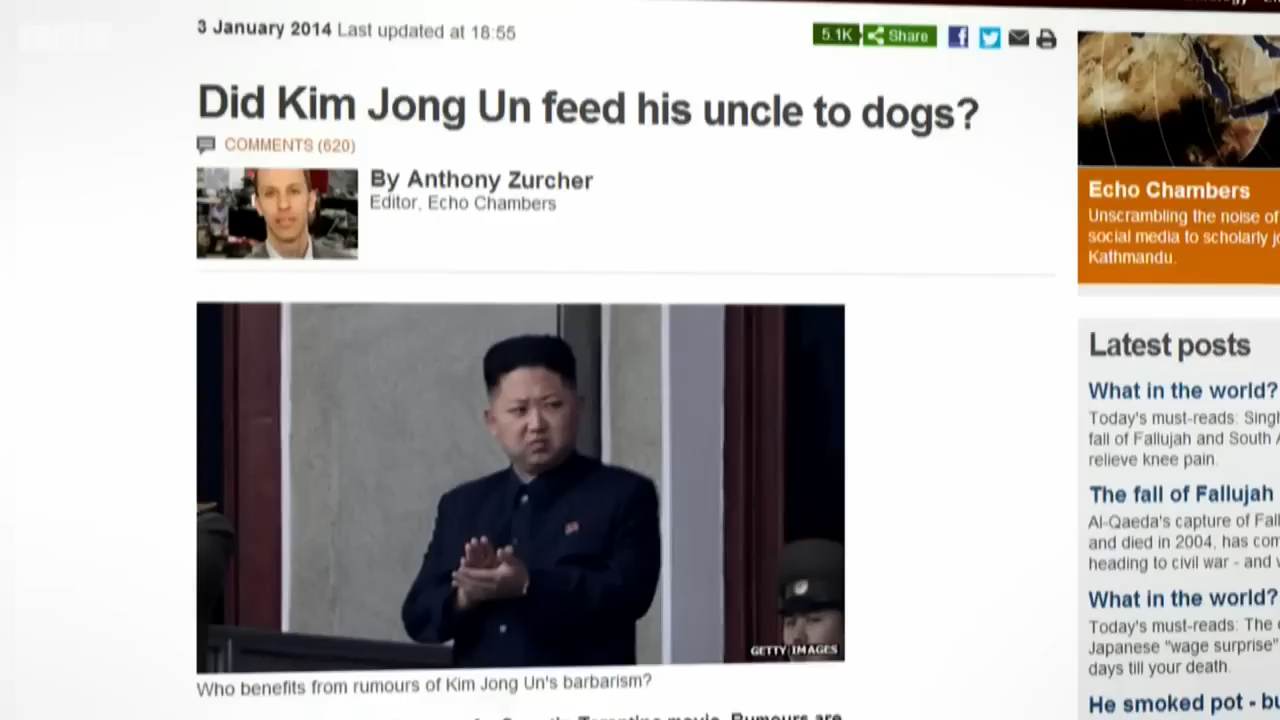 3 January 2014 Last updated at 18:55
5.1K Share
Did Kim Jong Un feed his uncle to dogs?
COMMENTS (620)
By Anthony Zurcher
Editor, Echo Chambers
GETTY IMAGES
Who benefits from rumours of Kim Jong Un's barbarism?
movie. Rumours are
Echo Chambers
Unscrambling the noise of
social media to scholarly
Kathmandu.
Latest posts
What in the world?
Today's must-reads:
fall of Fallujah and South
relieve knee pain.
The fall of Fallujah
Al-Qaeda's capture of
and died in 2004, has
heading to civil war - and
What in the world?
Today's must-reads: The
Japanese "wage surprise"
days till your death.
He smoked pot -